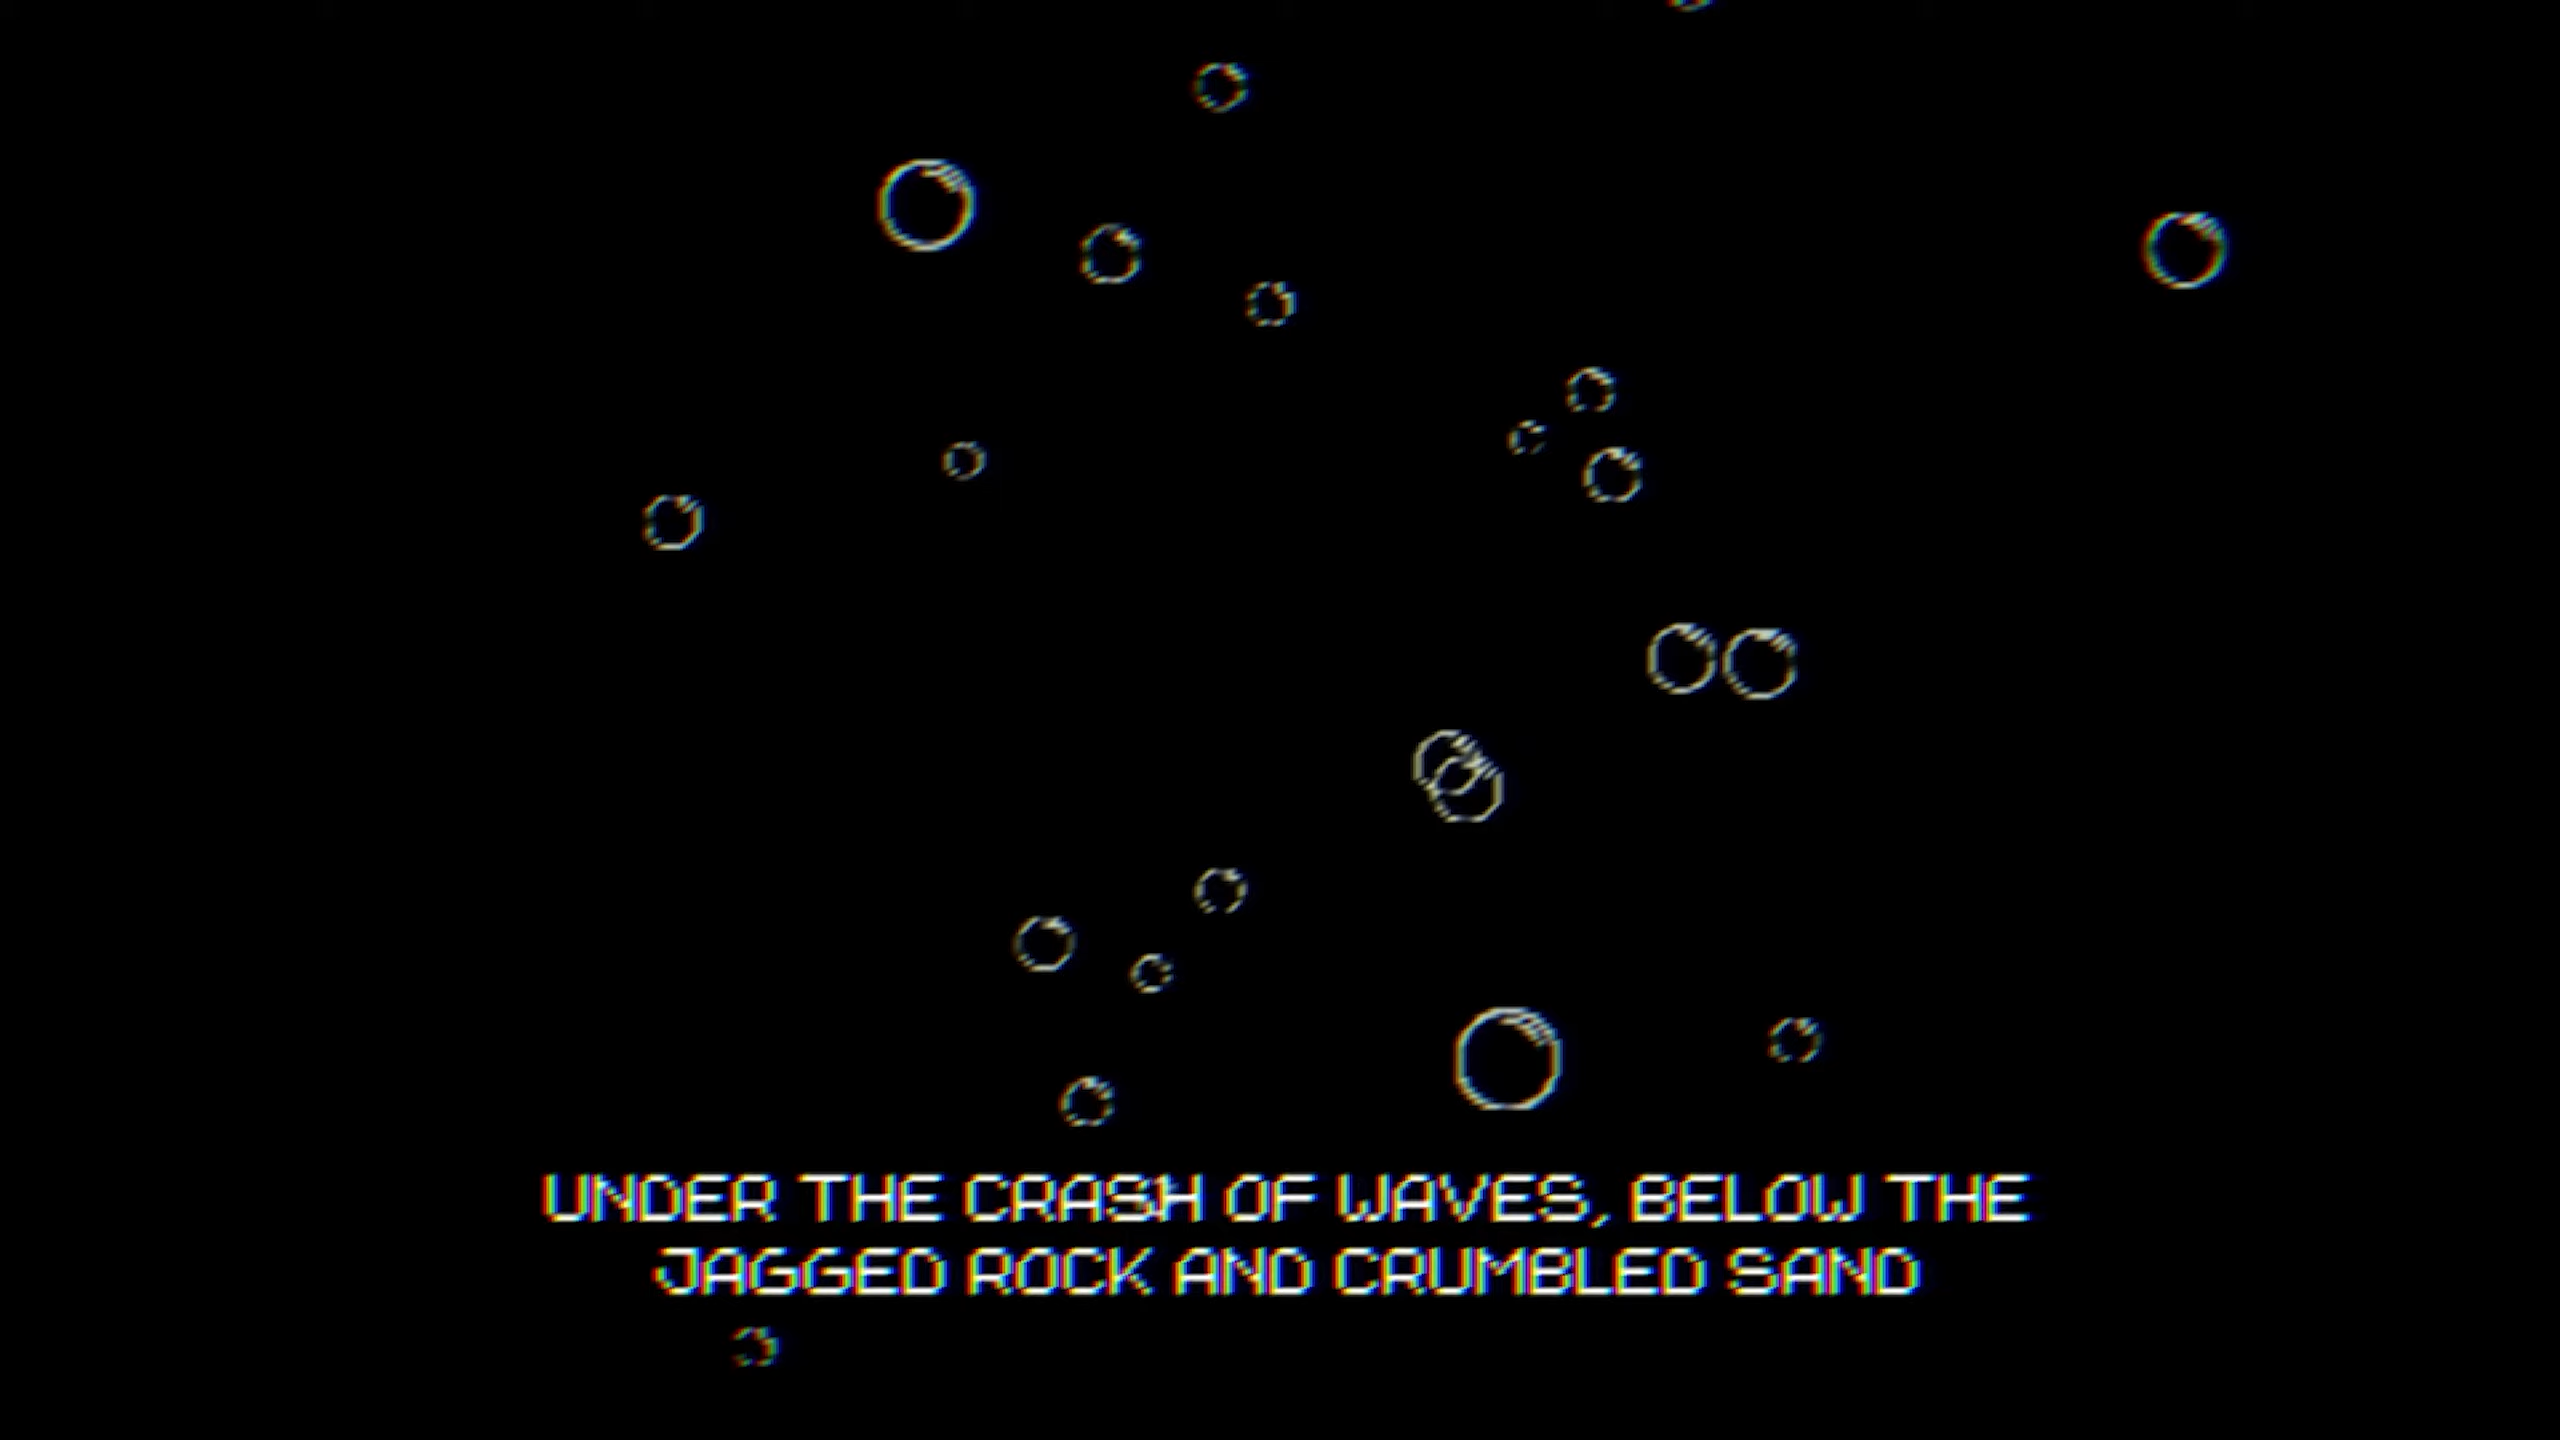 UNDER THE CRASH OF WAVES, BELOW THE
JAGGED ROCK AND CRUMBLED SAND